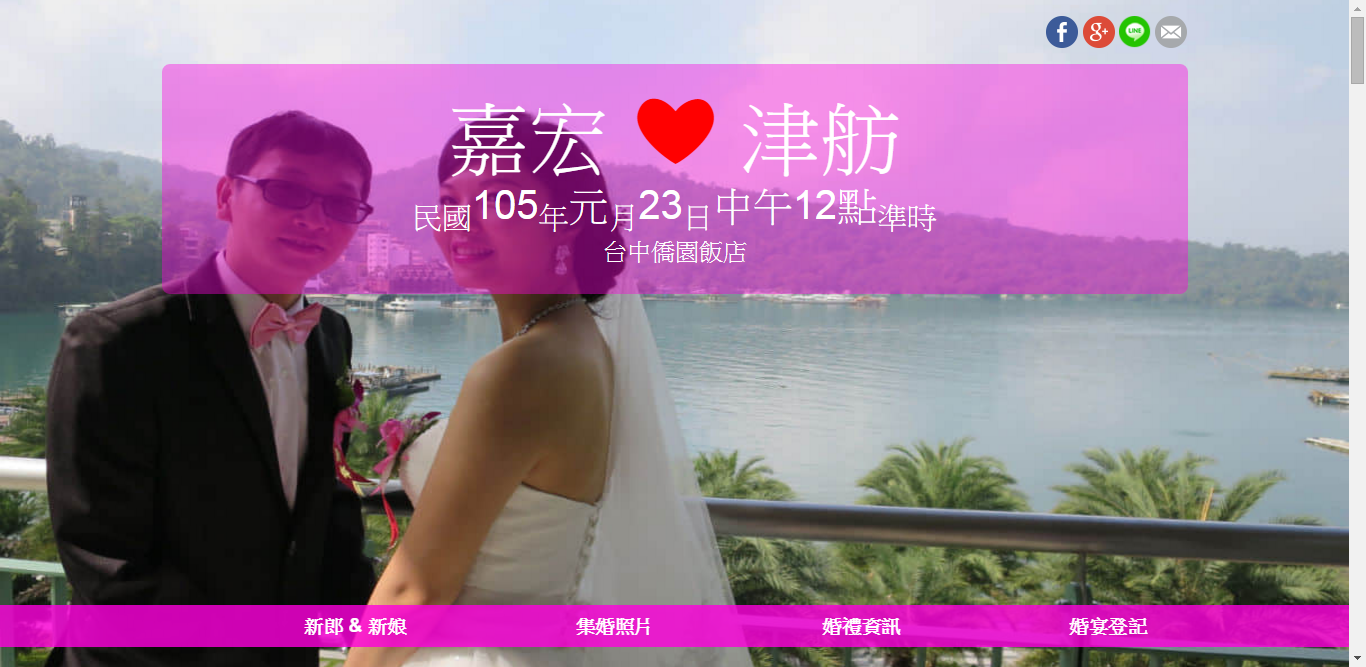 g+ LINE
嘉宏 津舫
民國105年元月23日中午12點準時
台中僑園飯店
新郎 & 新娘 集婚照片 婚禮資訊 婚宴登記